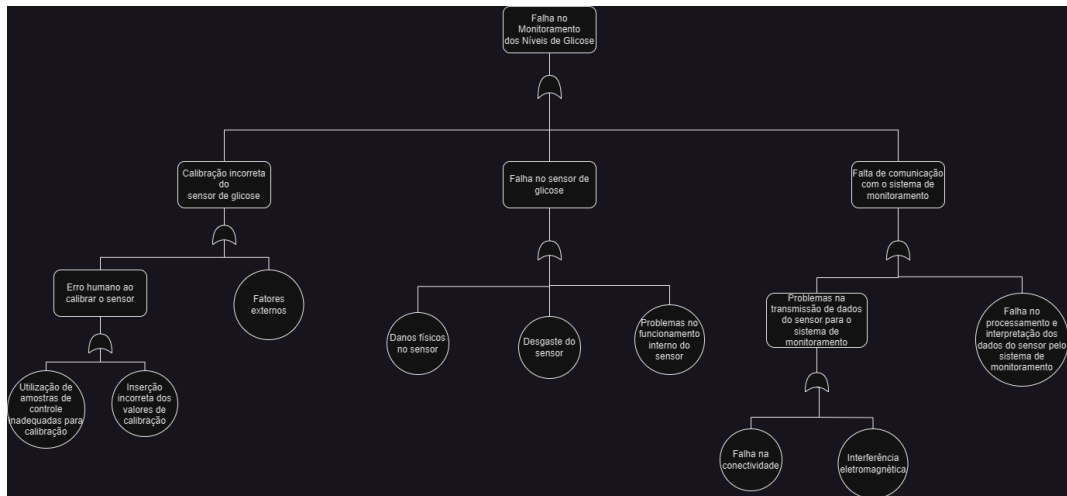 Falha no
Monitoramento
dos Níveis de Glicose
Calibração incorreta
do
sensor de glicose
Falha no sensor de
glicose
Falta de comunicação
com o sistema de
monitoramento
Erro humano ao
calibrar o sensor
Fatores
externos
Danos físicos
no sensor
Desgaste do
sensor
Problemas no
funcionamento
interno do
sensor
Problemas na
transmissão de dados
do sensor para o
sistema de
monitoramento
Falha no
processamento e
interpretação dos
dados do sensor pelo
sistema de
monitoramento
Utilização de
amostras de
controle
inadequadas para
calibração
Inserção
incorreta dos
valores de
calibração
Falha na
conectividade
Interferência
eletromagnética